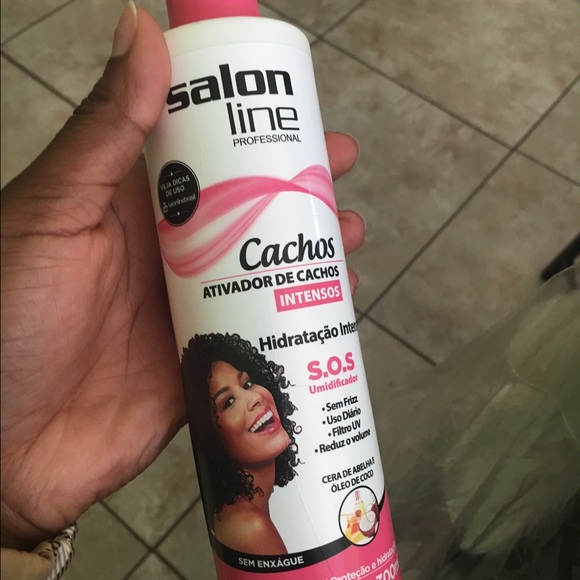 salon
line
PROFESSIONAL
VEJA DICAS
DE USO
Cachos
ATIVADOR DE CACHOS
INTENSOS
Hidratação
S.O.S
Umidificador
• Sem Frizz
• Uso Diário
• Filtro UV
• Reduz o volume
CERA DE ABELHA E
ÓLEO DE COCO
SEM ENXÁGUE
Proteção e